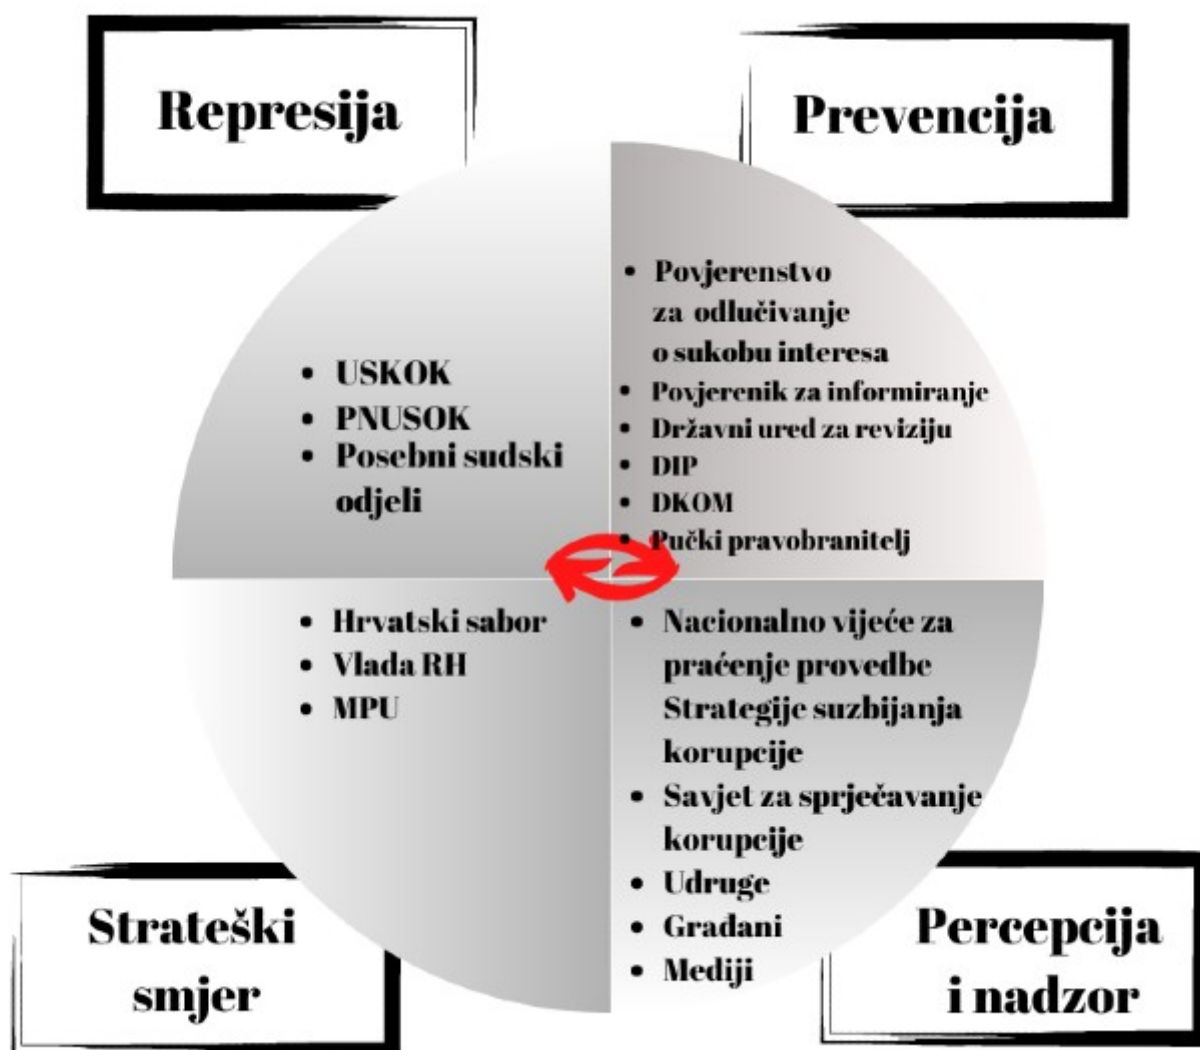 Represija
Prevencija
• USKOK
• PNUSOK
• Posebni sudski
odjeli
• Povjerenstvo
za odlučivanje
o sukobu interesa
• Povjerenik za informiranje
• Državni ured za reviziju
• DIP
• DKOM
• Pučki pravobranitelj
• Hrvatski sabor
• Vlada RH
• MPU
• Nacionalno vijeće za
praćenje provedbe
Strategije suzbijanja
korupcije
• Savjet za sprječavanje
korupcije
• Udruge
• Građani
• Mediji
Strateški
smjer
Percepcija
i nadzor